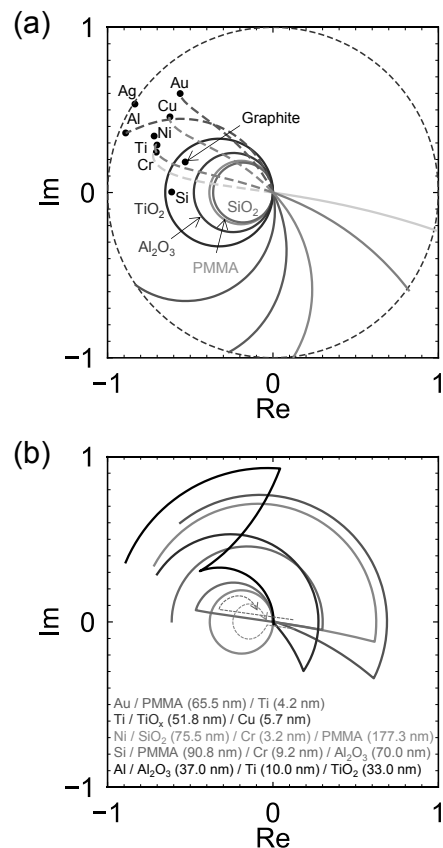 (a)
1
Ag
Au
Cu
Al
Ni
Graphite
Ti
Cr
Im
0
Si
SiO₂
TiO₂
Al₂O₃
PMMA
−1
−1
0
1
Re
(b)
1
Im
0
Au / PMMA (65.5 nm) / Ti (4.2 nm)
Ti / TiOₓ (51.8 nm) / Cu (5.7 nm)
Ni / SiO₂ (75.5 nm) / Cr (3.2 nm) / PMMA (177.3 nm)
Si / PMMA (90.8 nm) / Cr (9.2 nm) / Al₂O₃ (70.0 nm)
Al / Al₂O₃ (37.0 nm) / Ti (10.0 nm) / TiO₂ (33.0 nm)
−1
−1
0
1
Re